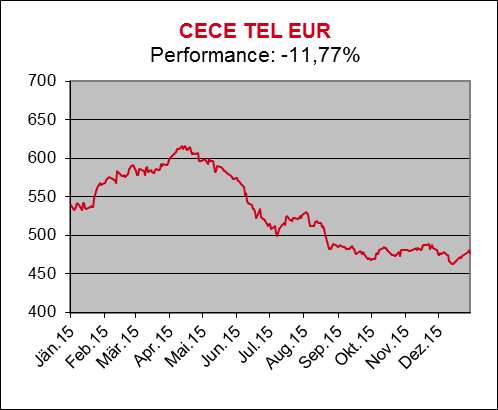 CECE TEL EUR
Performance: -11,77%
700
650
600
550
500
450
400
Jän.15
Feb.15
Mär.15
Apr.15
Mai.15
Jun.15
Jul.15
Aug.15
Sep.15
Okt.15
Nov.15
Dez.15